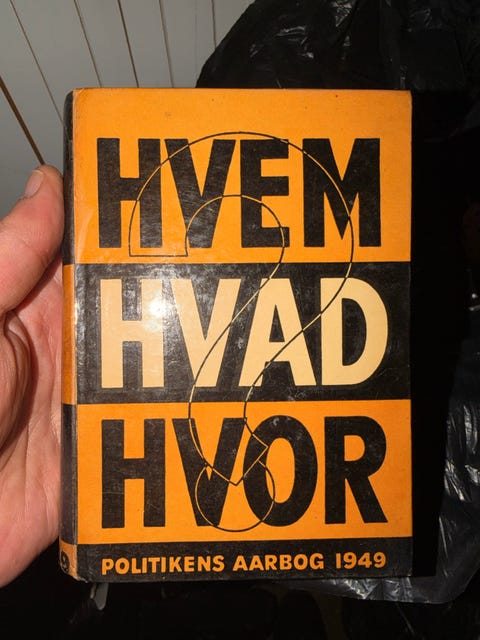 HVEM
HVAD
HVOR
POLITIKENS AARBOG 1949